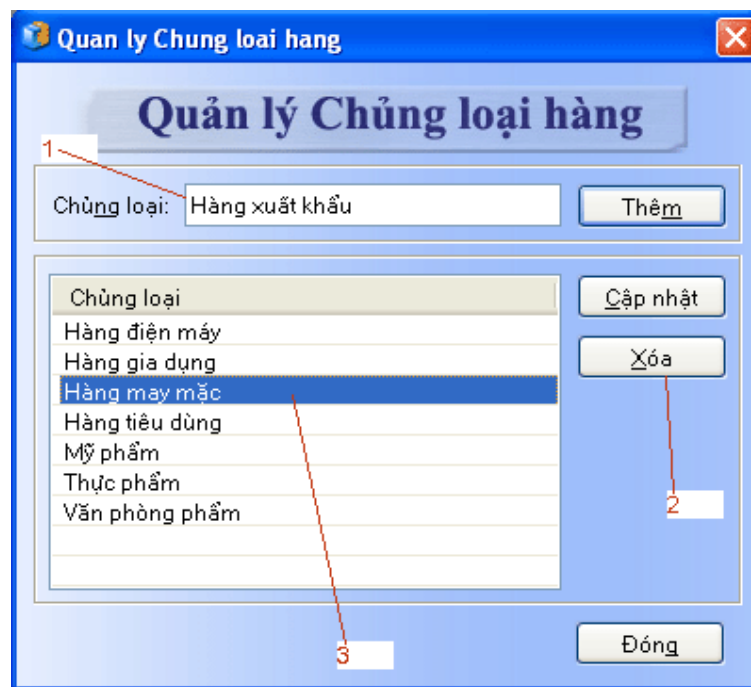 Quan ly Chung loai hang
Quản lý Chủng loại hàng
1
Chủng loại: Hàng xuất khẩu Thêm
Chủng loại Cập nhật
Hàng điện máy
Hàng gia dụng Xóa
Hàng may mặc
Hàng tiêu dùng
Mỹ phẩm
Thực phẩm
Văn phòng phẩm 2
3 Đóng